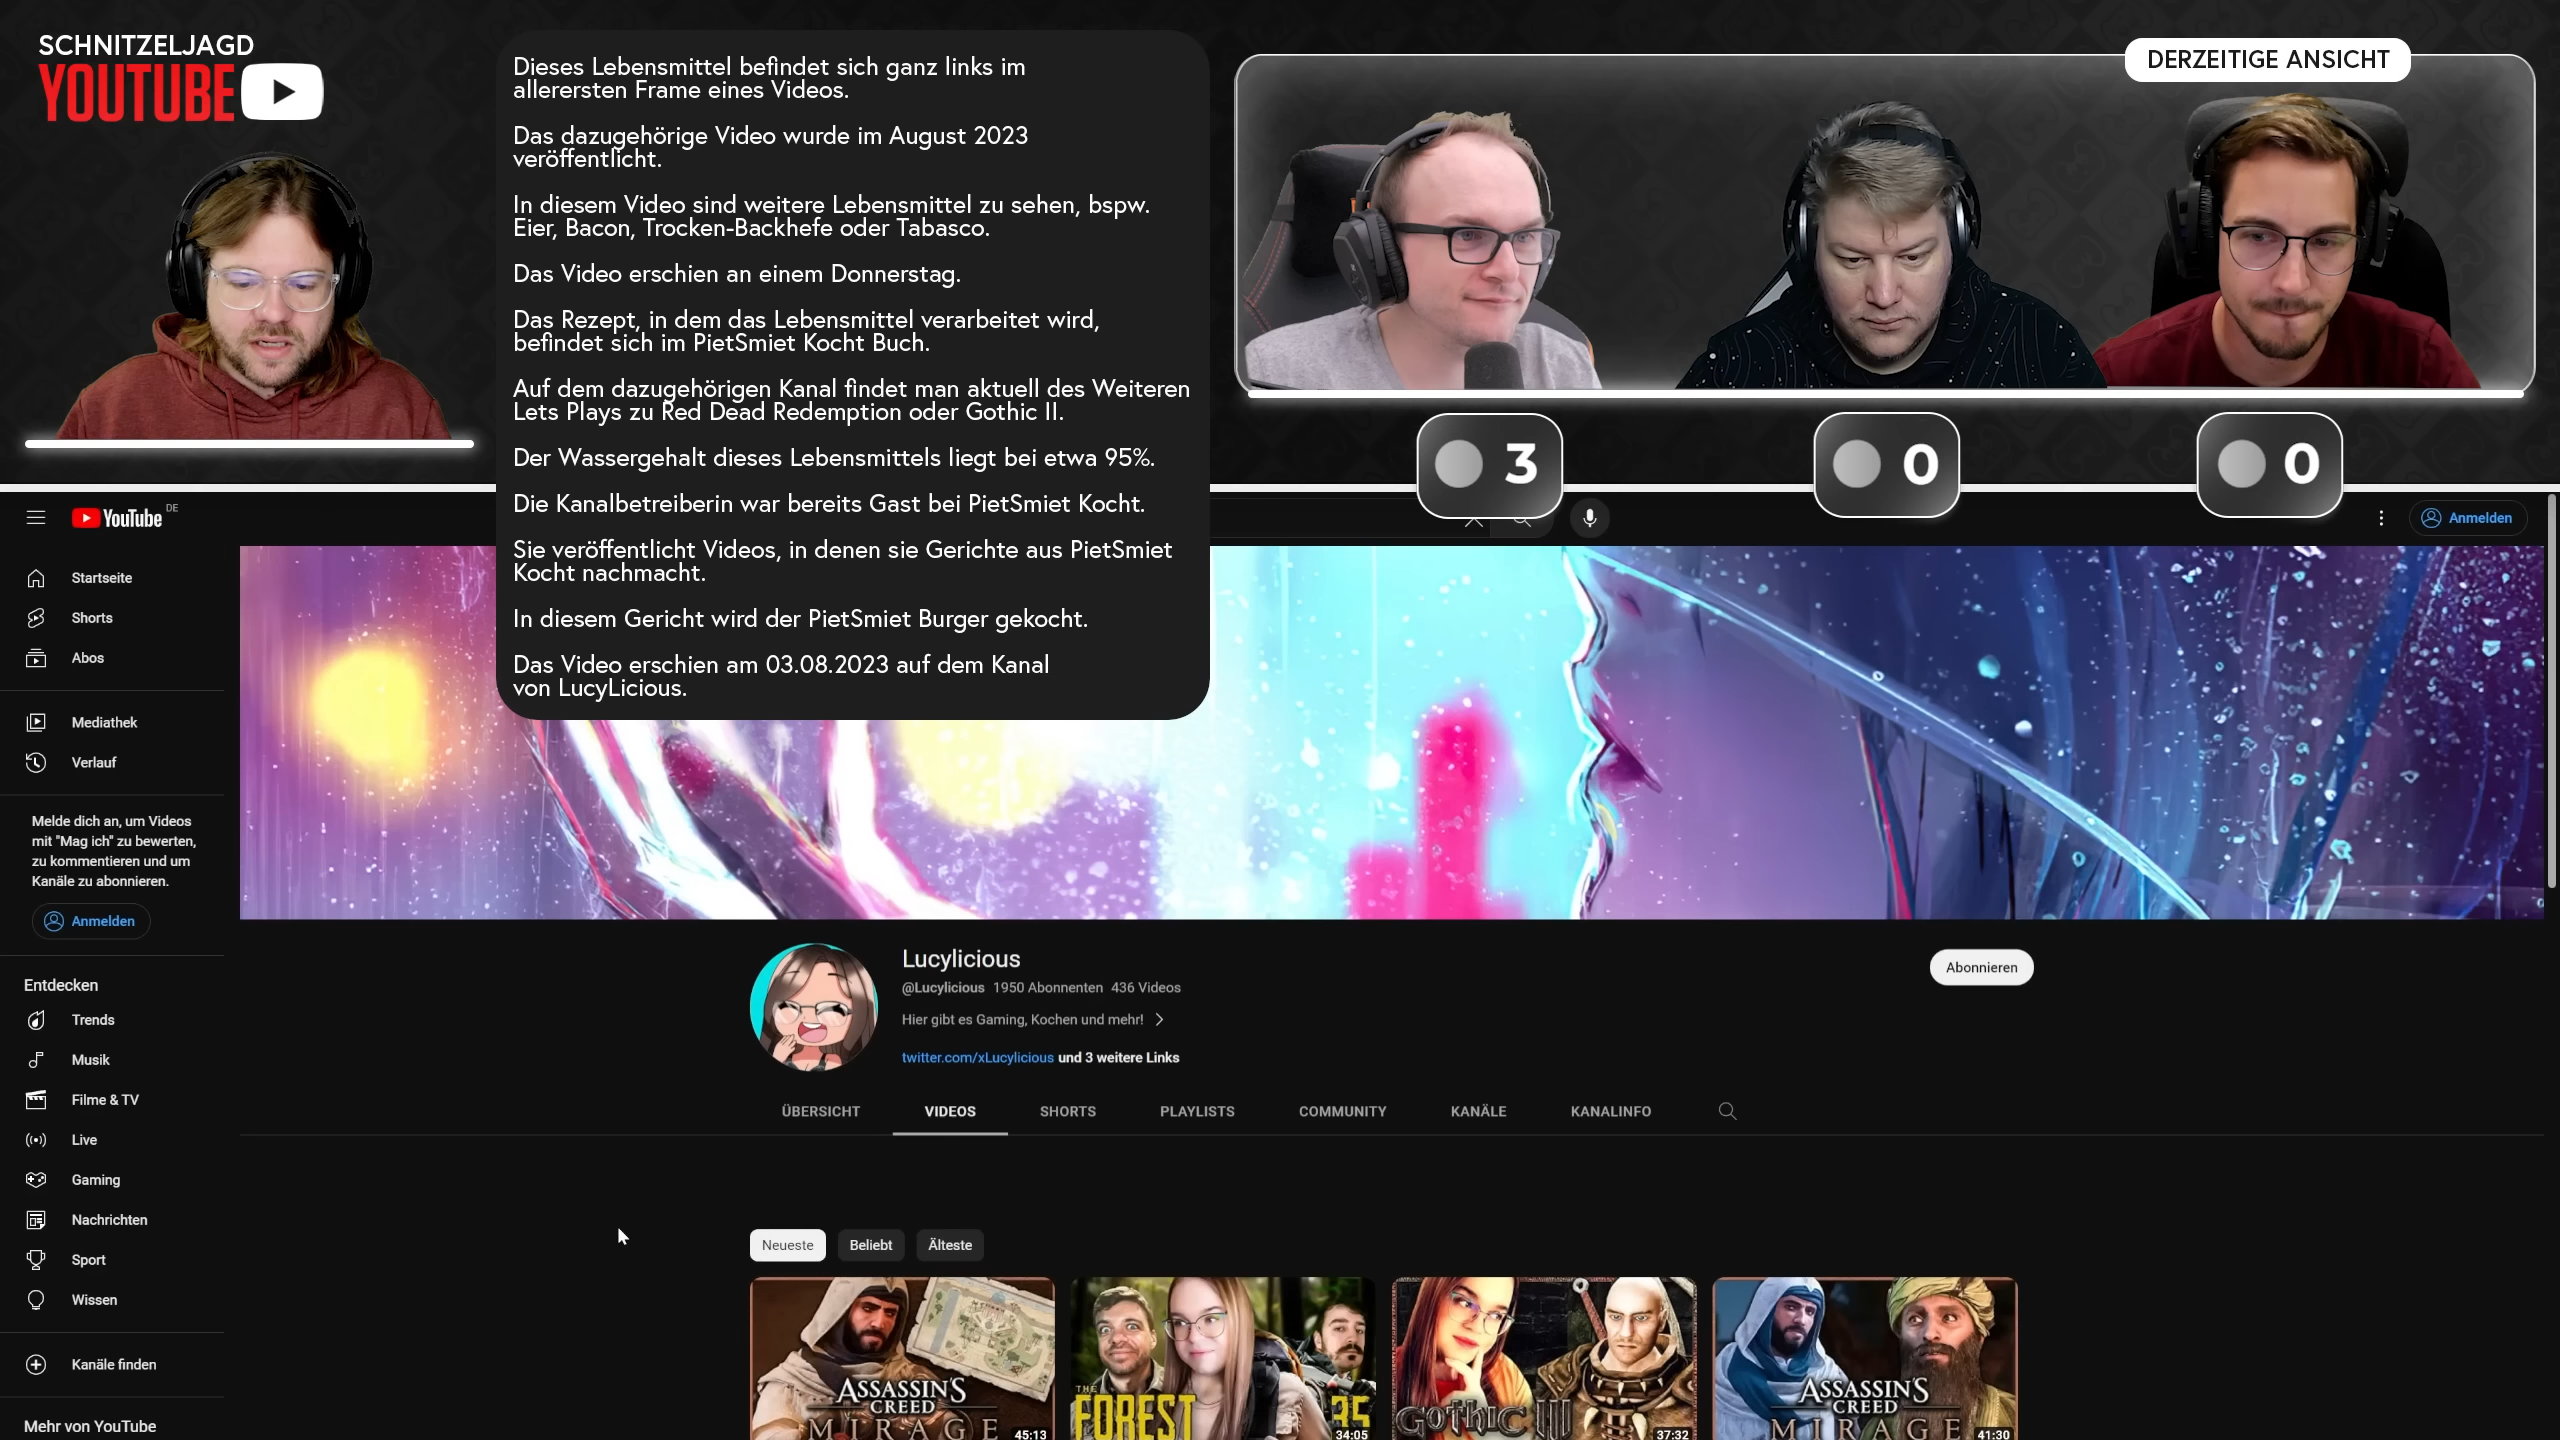 SCHNITZELJAGD
YOUTUBE
Dieses Lebensmittel befindet sich ganz links im
allerersten Frame eines Videos.
Das dazugehörige Video wurde im August 2023
veröffentlicht.
In diesem Video sind weitere Lebensmittel zu sehen, bspw.
Eier, Bacon, Trocken-Backhefe oder Tabasco.
Das Video erschien an einem Donnerstag.
Das Rezept, in dem das Lebensmittel verarbeitet wird,
befindet sich im PietSmiet Kocht Buch.
Auf dem dazugehörigen Kanal findet man aktuell des Weiteren
Lets Plays zu Red Dead Redemption oder Gothic II.
Der Wassergehalt dieses Lebensmittels liegt bei etwa 95%.
Die Kanalbetreiberin war bereits Gast bei PietSmiet Kocht.
Sie veröffentlicht Videos, in denen sie Gerichte aus PietSmiet
Kocht nachmacht.
In diesem Gericht wird der PietSmiet Burger gekocht.
Das Video erschien am 03.08.2023 auf dem Kanal
von LucyLicious.
DERZEITIGE ANSICHT
3
0
0
YouTube DE
Anmelden
Startseite
Shorts
Abos
Mediathek
Verlauf
Melde dich an, um Videos
mit "Mag ich" zu bewerten,
zu kommentieren und um
Kanäle zu abonnieren.
Anmelden
Entdecken
Trends
Musik
Filme & TV
Live
Gaming
Nachrichten
Sport
Wissen
Kanäle finden
Mehr von YouTube
Lucylicious
@Lucylicious 1950 Abonnenten 436 Videos
Hier gibt es Gaming, Kochen und mehr!
twitter.com/xLucylicious und 3 weitere Links
Abonnieren
ÜBERSICHT VIDEOS SHORTS PLAYLISTS COMMUNITY KANÄLE KANALINFO
Neueste Beliebt Älteste
ASSASSIN'S
CREED
MIRAGE
45:13
THE
FOREST
35
34:05
GOTHIC III
37:32
ASSASSIN'S
CREED
MIRAGE
41:30